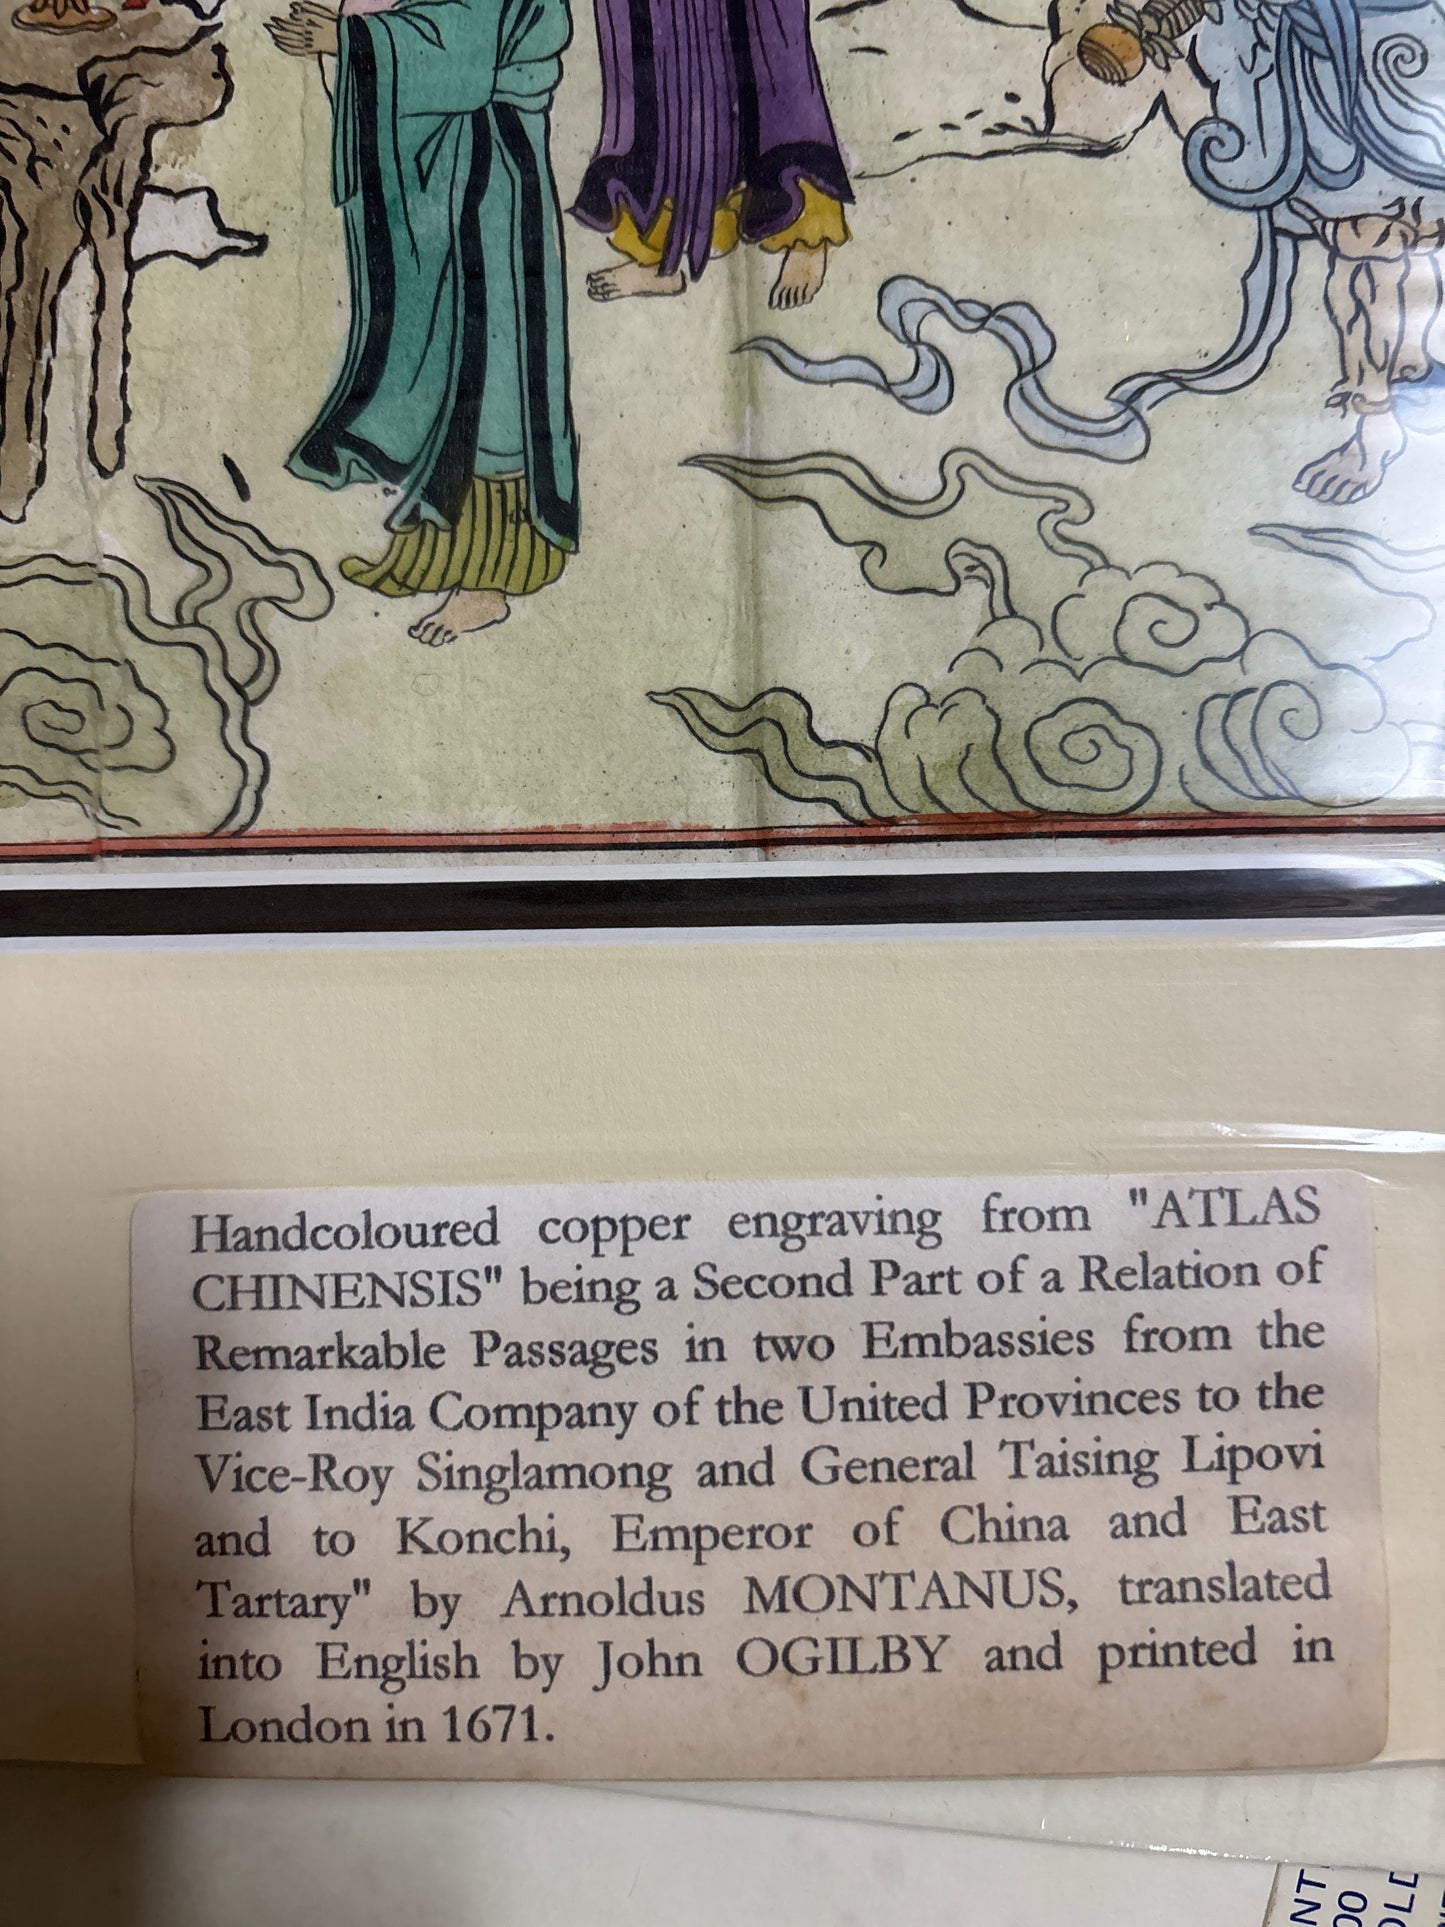 Handcoloured copper engraving from "ATLAS
CHINENSIS" being a Second Part of a Relation of
Remarkable Passages in two Embassies from the
East India Company of the United Provinces to the
Vice-Roy Singlamong and General Taising Lipovi
and to Konchi, Emperor of China and East
Tartary" by Arnoldus MONTANUS, translated
into English by John OGILBY and printed in
London in 1671.